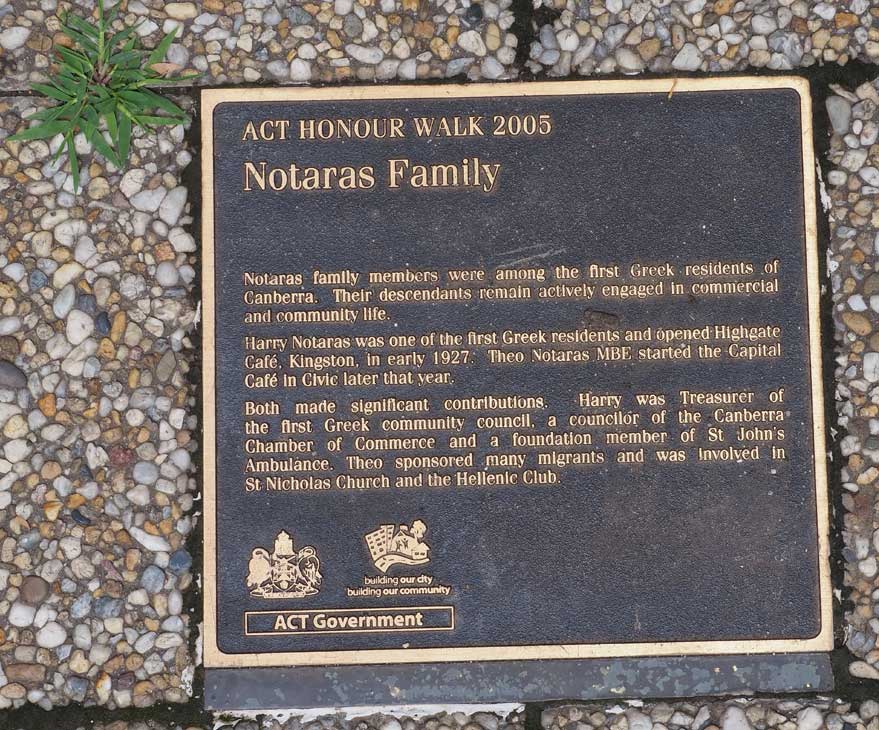 ACT HONOUR WALK 2005
Notaras Family
Notaras family members were among the first Greek residents of
Canberra. Their descendants remain actively engaged in commercial
and community life.
Harry Notaras was one of the first Greek residents and opened Highgate
Café, Kingston, in early 1927. Theo Notaras MBE started the Capital
Café in Civic later that year.
Both made significant contributions. Harry was Treasurer of
the first Greek community council, a councillor of the Canberra
Chamber of Commerce and a foundation member of St John's
Ambulance. Theo sponsored many migrants and was involved in
St Nicholas Church and the Hellenic Club.
building our city
building our community
ACT Government